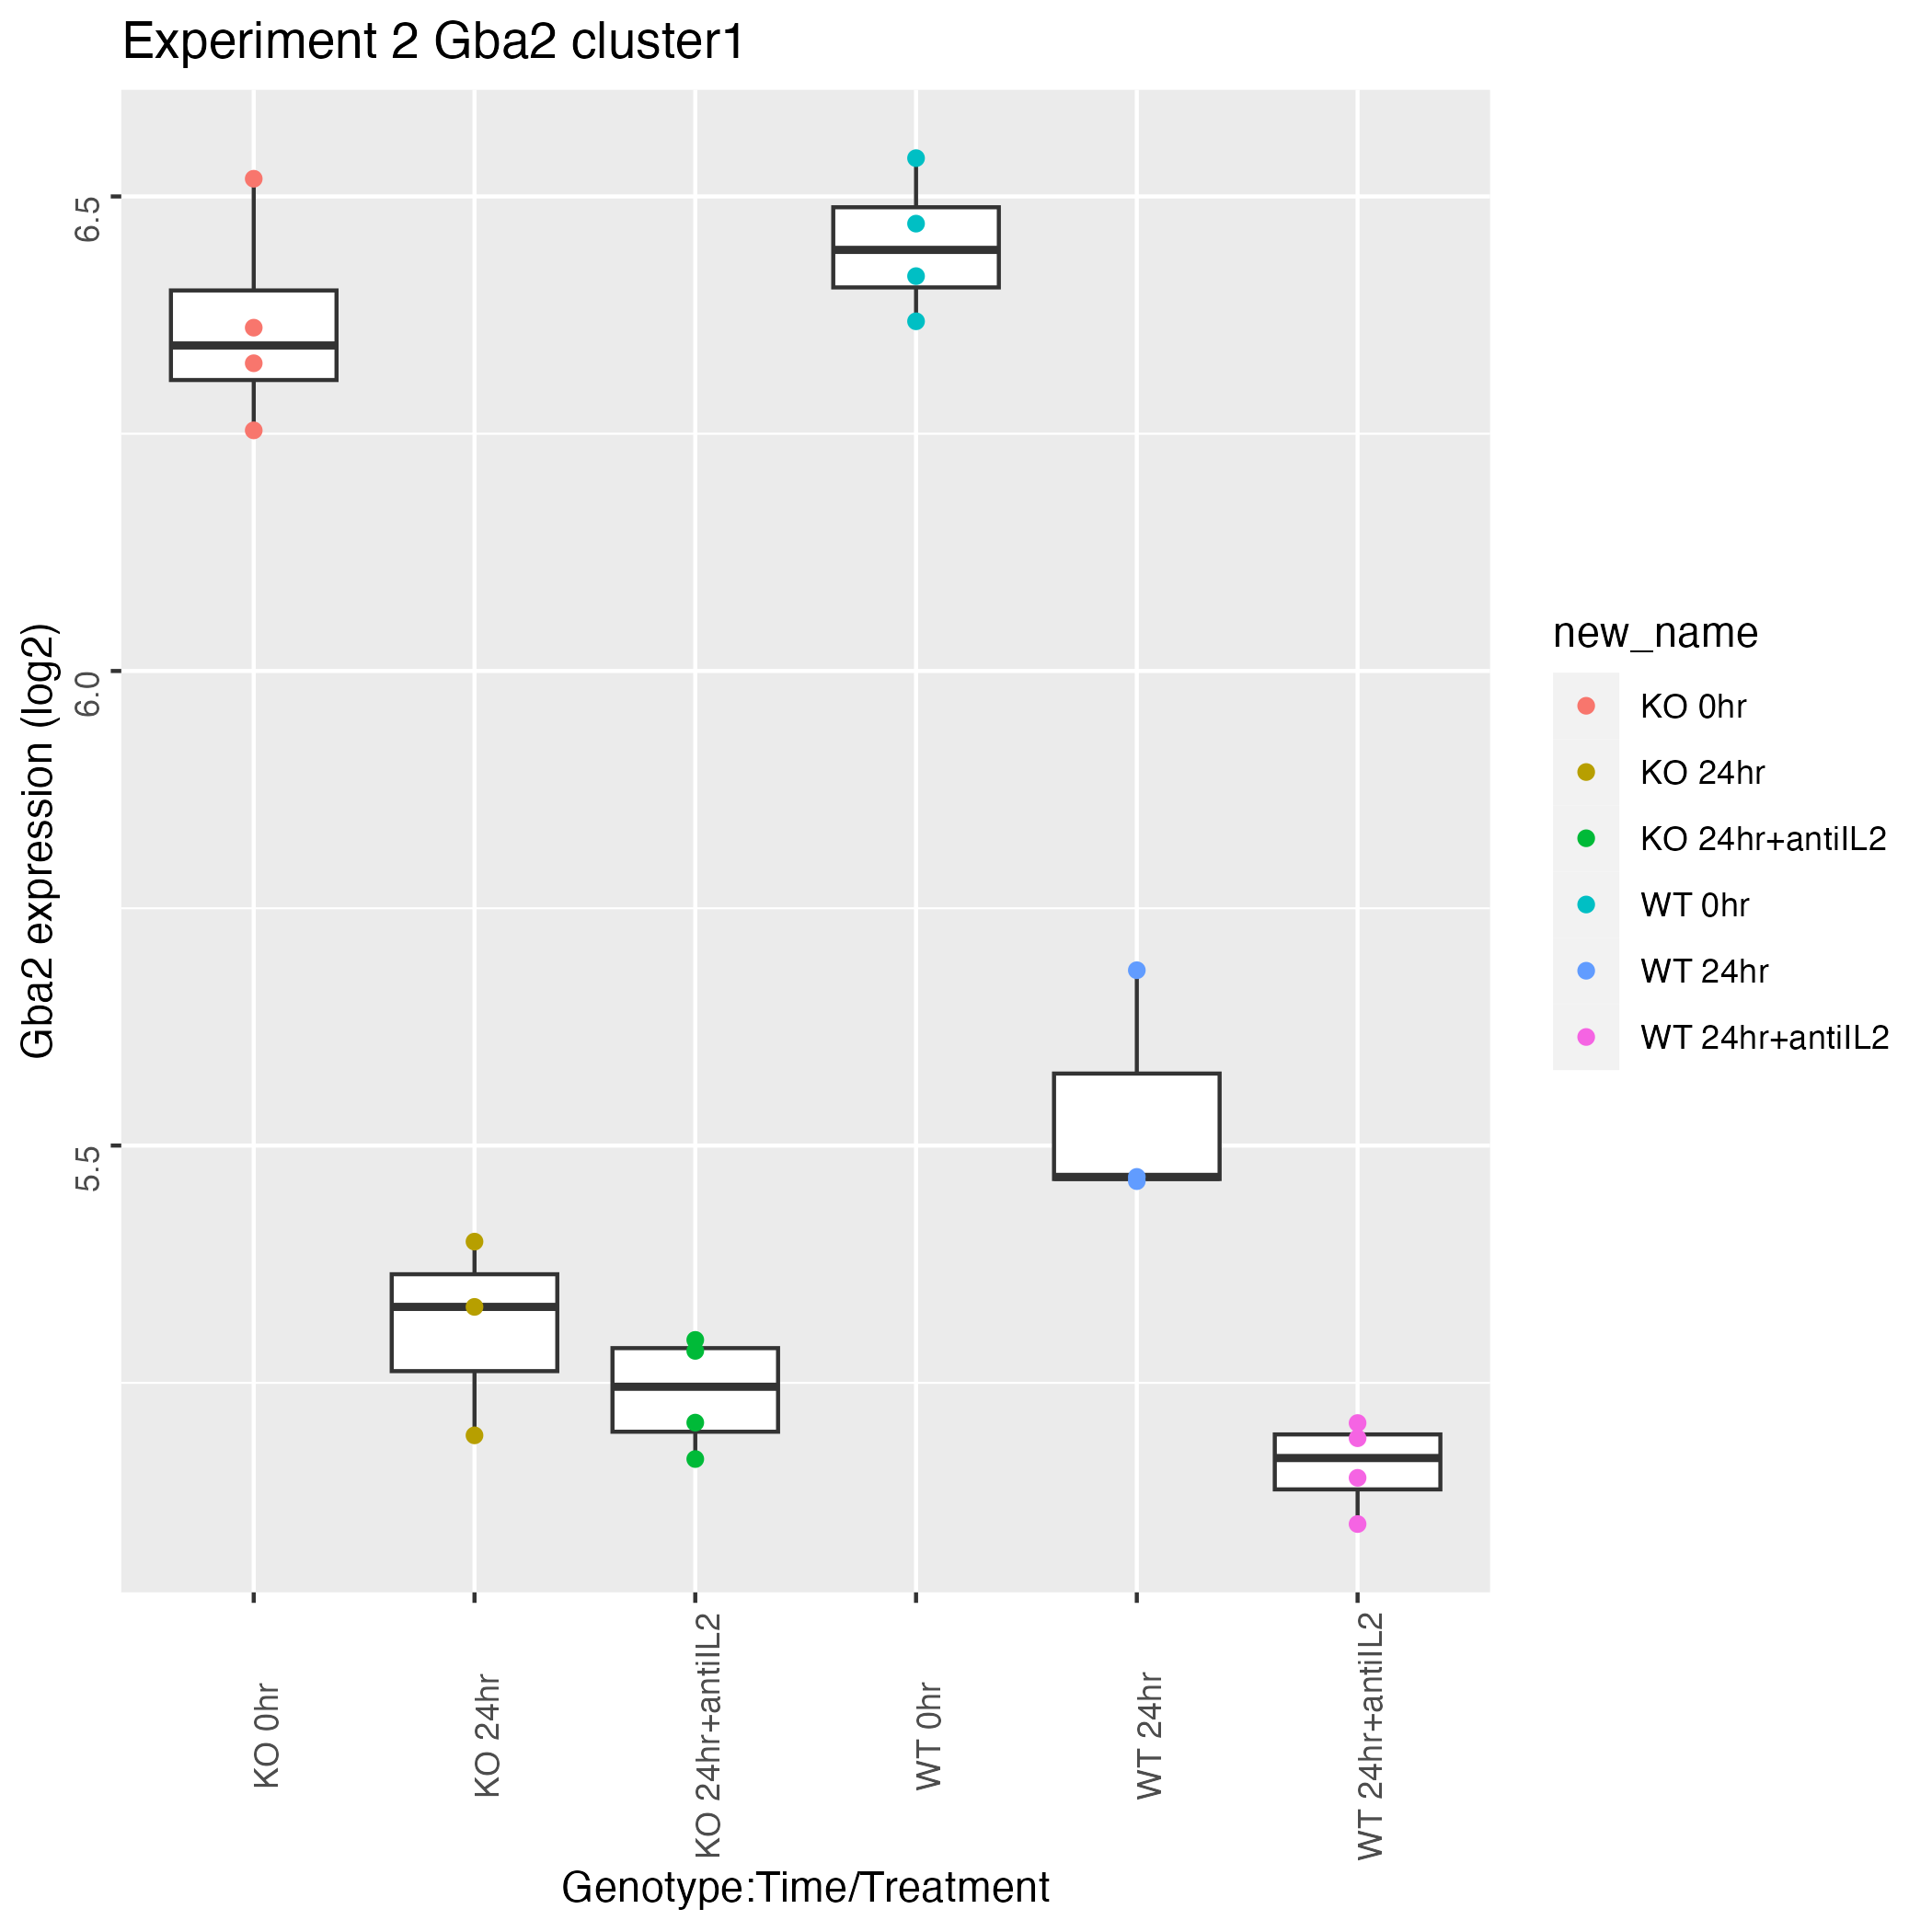 Experiment 2 Gba2 cluster1
Gba2 expression (log2)
6.5
6.0
5.5
KO 0hr
KO 24hr
KO 24hr+antiIL2
WT 0hr
WT 24hr
WT 24hr+antiIL2
Genotype:Time/Treatment
new_name
KO 0hr
KO 24hr
KO 24hr+antiIL2
WT 0hr
WT 24hr
WT 24hr+antiIL2